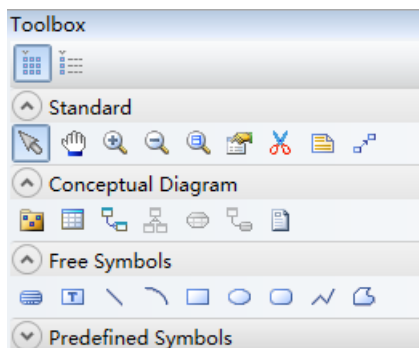 Toolbox
Standard
Conceptual Diagram
Free Symbols
T
Predefined Symbols